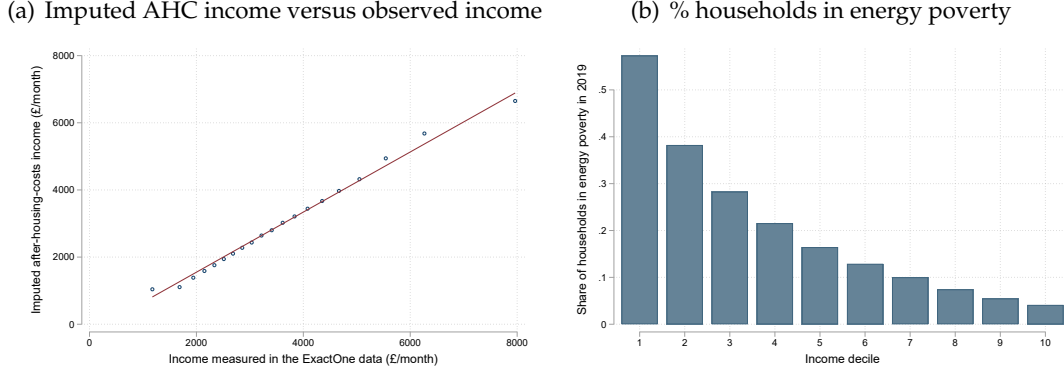 (a) Imputed AHC income versus observed income
Imputed after-housing-costs income (£/month)
8000
6000
4000
2000
0
0 2000 4000 6000 8000
Income measured in the ExactOne data (£/month)
(b) % households in energy poverty
Share of households in energy poverty in 2019
.5
.4
.3
.2
.1
0
1 2 3 4 5 6 7 8 9 10
Income decile